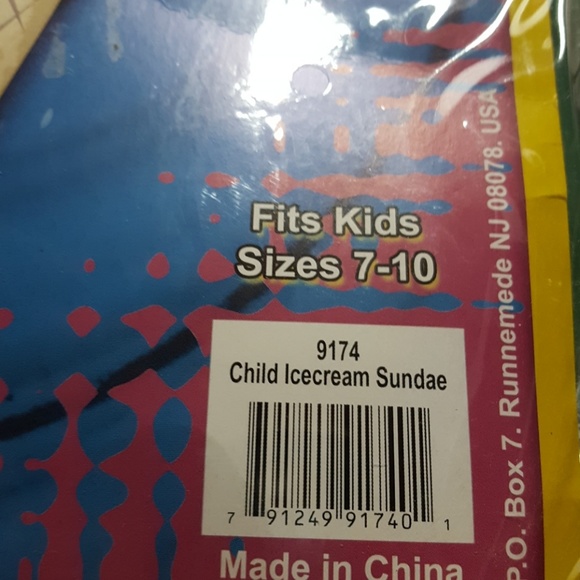 Fits Kids
Sizes 7-10
9174
Child Icecream Sundae
7 91249 91740 1
Made in China
P.O. Box 7. Runnemede NJ 08078. USA